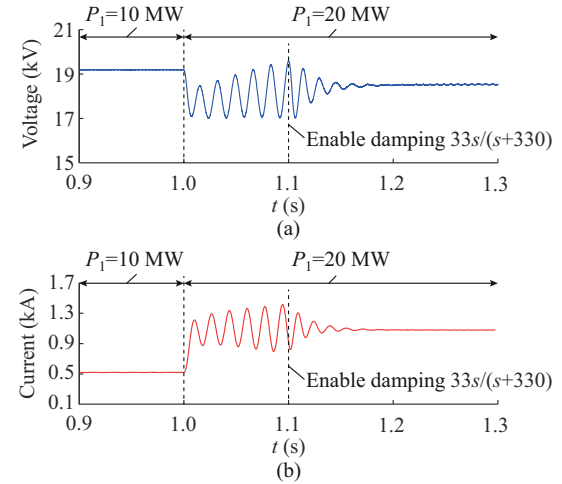 P₁=10 MW P₁=20 MW
21
19
17
15
Voltage (kV)
Enable damping 33s/(s+330)
0.9 1.0 1.1 1.2 1.3
t (s)
(a)
P₁=10 MW P₁=20 MW
1.7
1.3
0.9
0.5
0.1
Current (kA)
Enable damping 33s/(s+330)
0.9 1.0 1.1 1.2 1.3
t (s)
(b)